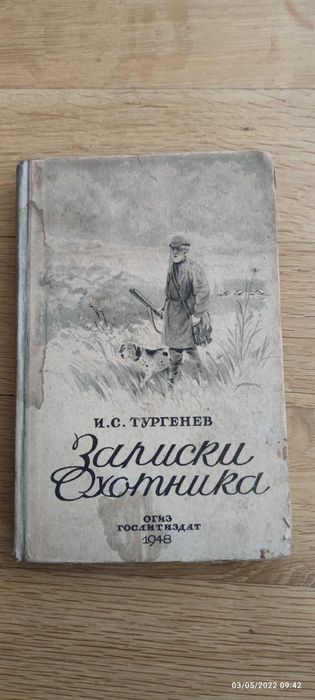 И.С. ТУРГЕНЕВ
Записки
Охотника
ОГИЗ
ГОСЛИТИЗДАТ
1948
03/05/2022 09:42